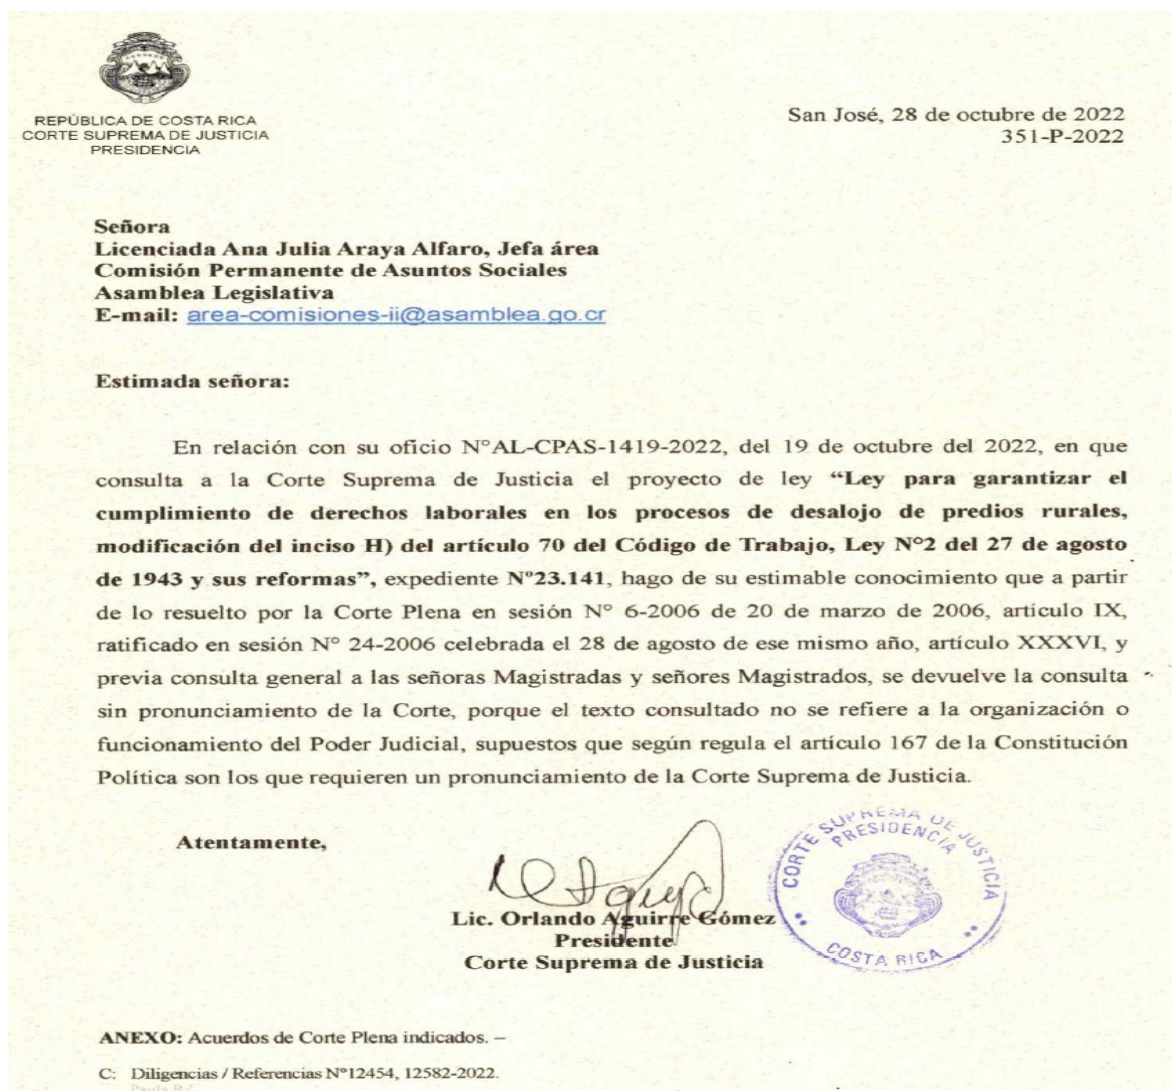 REPÚBLICA DE COSTA RICA
CORTE SUPREMA DE JUSTICIA
PRESIDENCIA
San José, 28 de octubre de 2022
351-P-2022
Señora
Licenciada Ana Julia Araya Alfaro, Jefa área
Comisión Permanente de Asuntos Sociales
Asamblea Legislativa
E-mail: area-comisiones-ii@asamblea.go.cr
Estimada señora:
En relación con su oficio N°AL-CPAS-1419-2022, del 19 de octubre del 2022, en que
consulta a la Corte Suprema de Justicia el proyecto de ley “Ley para garantizar el
cumplimiento de derechos laborales en los procesos de desalojo de predios rurales,
modificación del inciso H) del artículo 70 del Código de Trabajo, Ley N°2 del 27 de agosto
de 1943 y sus reformas”, expediente N°23.141, hago de su estimable conocimiento que a partir
de lo resuelto por la Corte Plena en sesión N° 6-2006 de 20 de marzo de 2006, artículo IX,
ratificado en sesión N° 24-2006 celebrada el 28 de agosto de ese mismo año, artículo XXXVI, y
previa consulta general a las señoras Magistradas y señores Magistrados, se devuelve la consulta
sin pronunciamiento de la Corte, porque el texto consultado no se refiere a la organización o
funcionamiento del Poder Judicial, supuestos que según regula el artículo 167 de la Constitución
Política son los que requieren un pronunciamiento de la Corte Suprema de Justicia.
Atentamente,
CORTE SUPREMA DE JUSTICIA
PRESIDENCIA
COSTA RICA
Lic. Orlando Aguirre Gómez
Presidente
Corte Suprema de Justicia
ANEXO: Acuerdos de Corte Plena indicados. –
C: Diligencias / Referencias N°12454, 12582-2022.